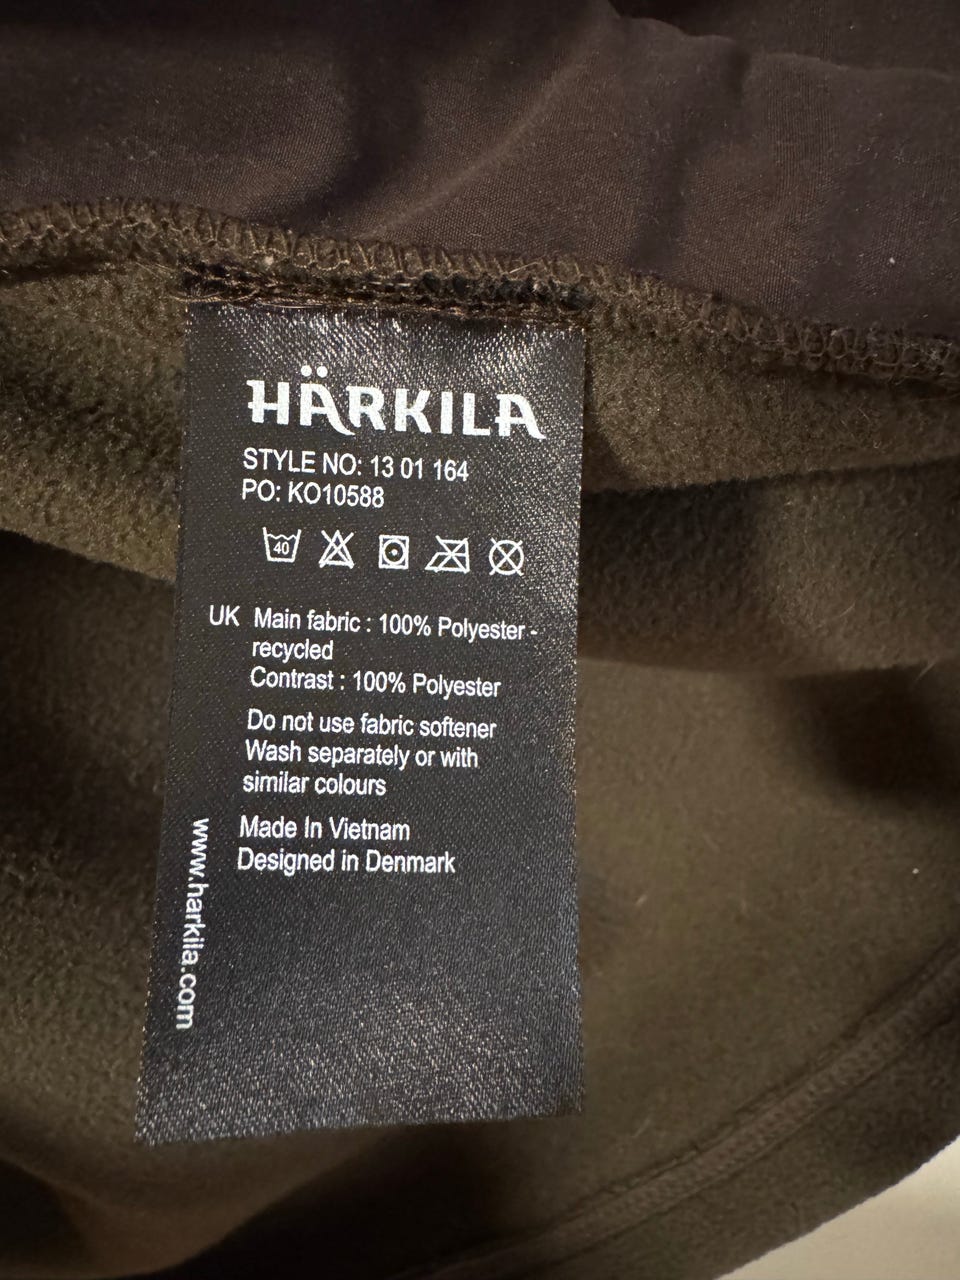 HÄRKILA
STYLE NO: 13 01 164
PO: KO10588
40
UK Main fabric : 100% Polyester -
recycled
Contrast : 100% Polyester
Do not use fabric softener
Wash separately or with
similar colours
Made In Vietnam
Designed in Denmark
www.harkila.com